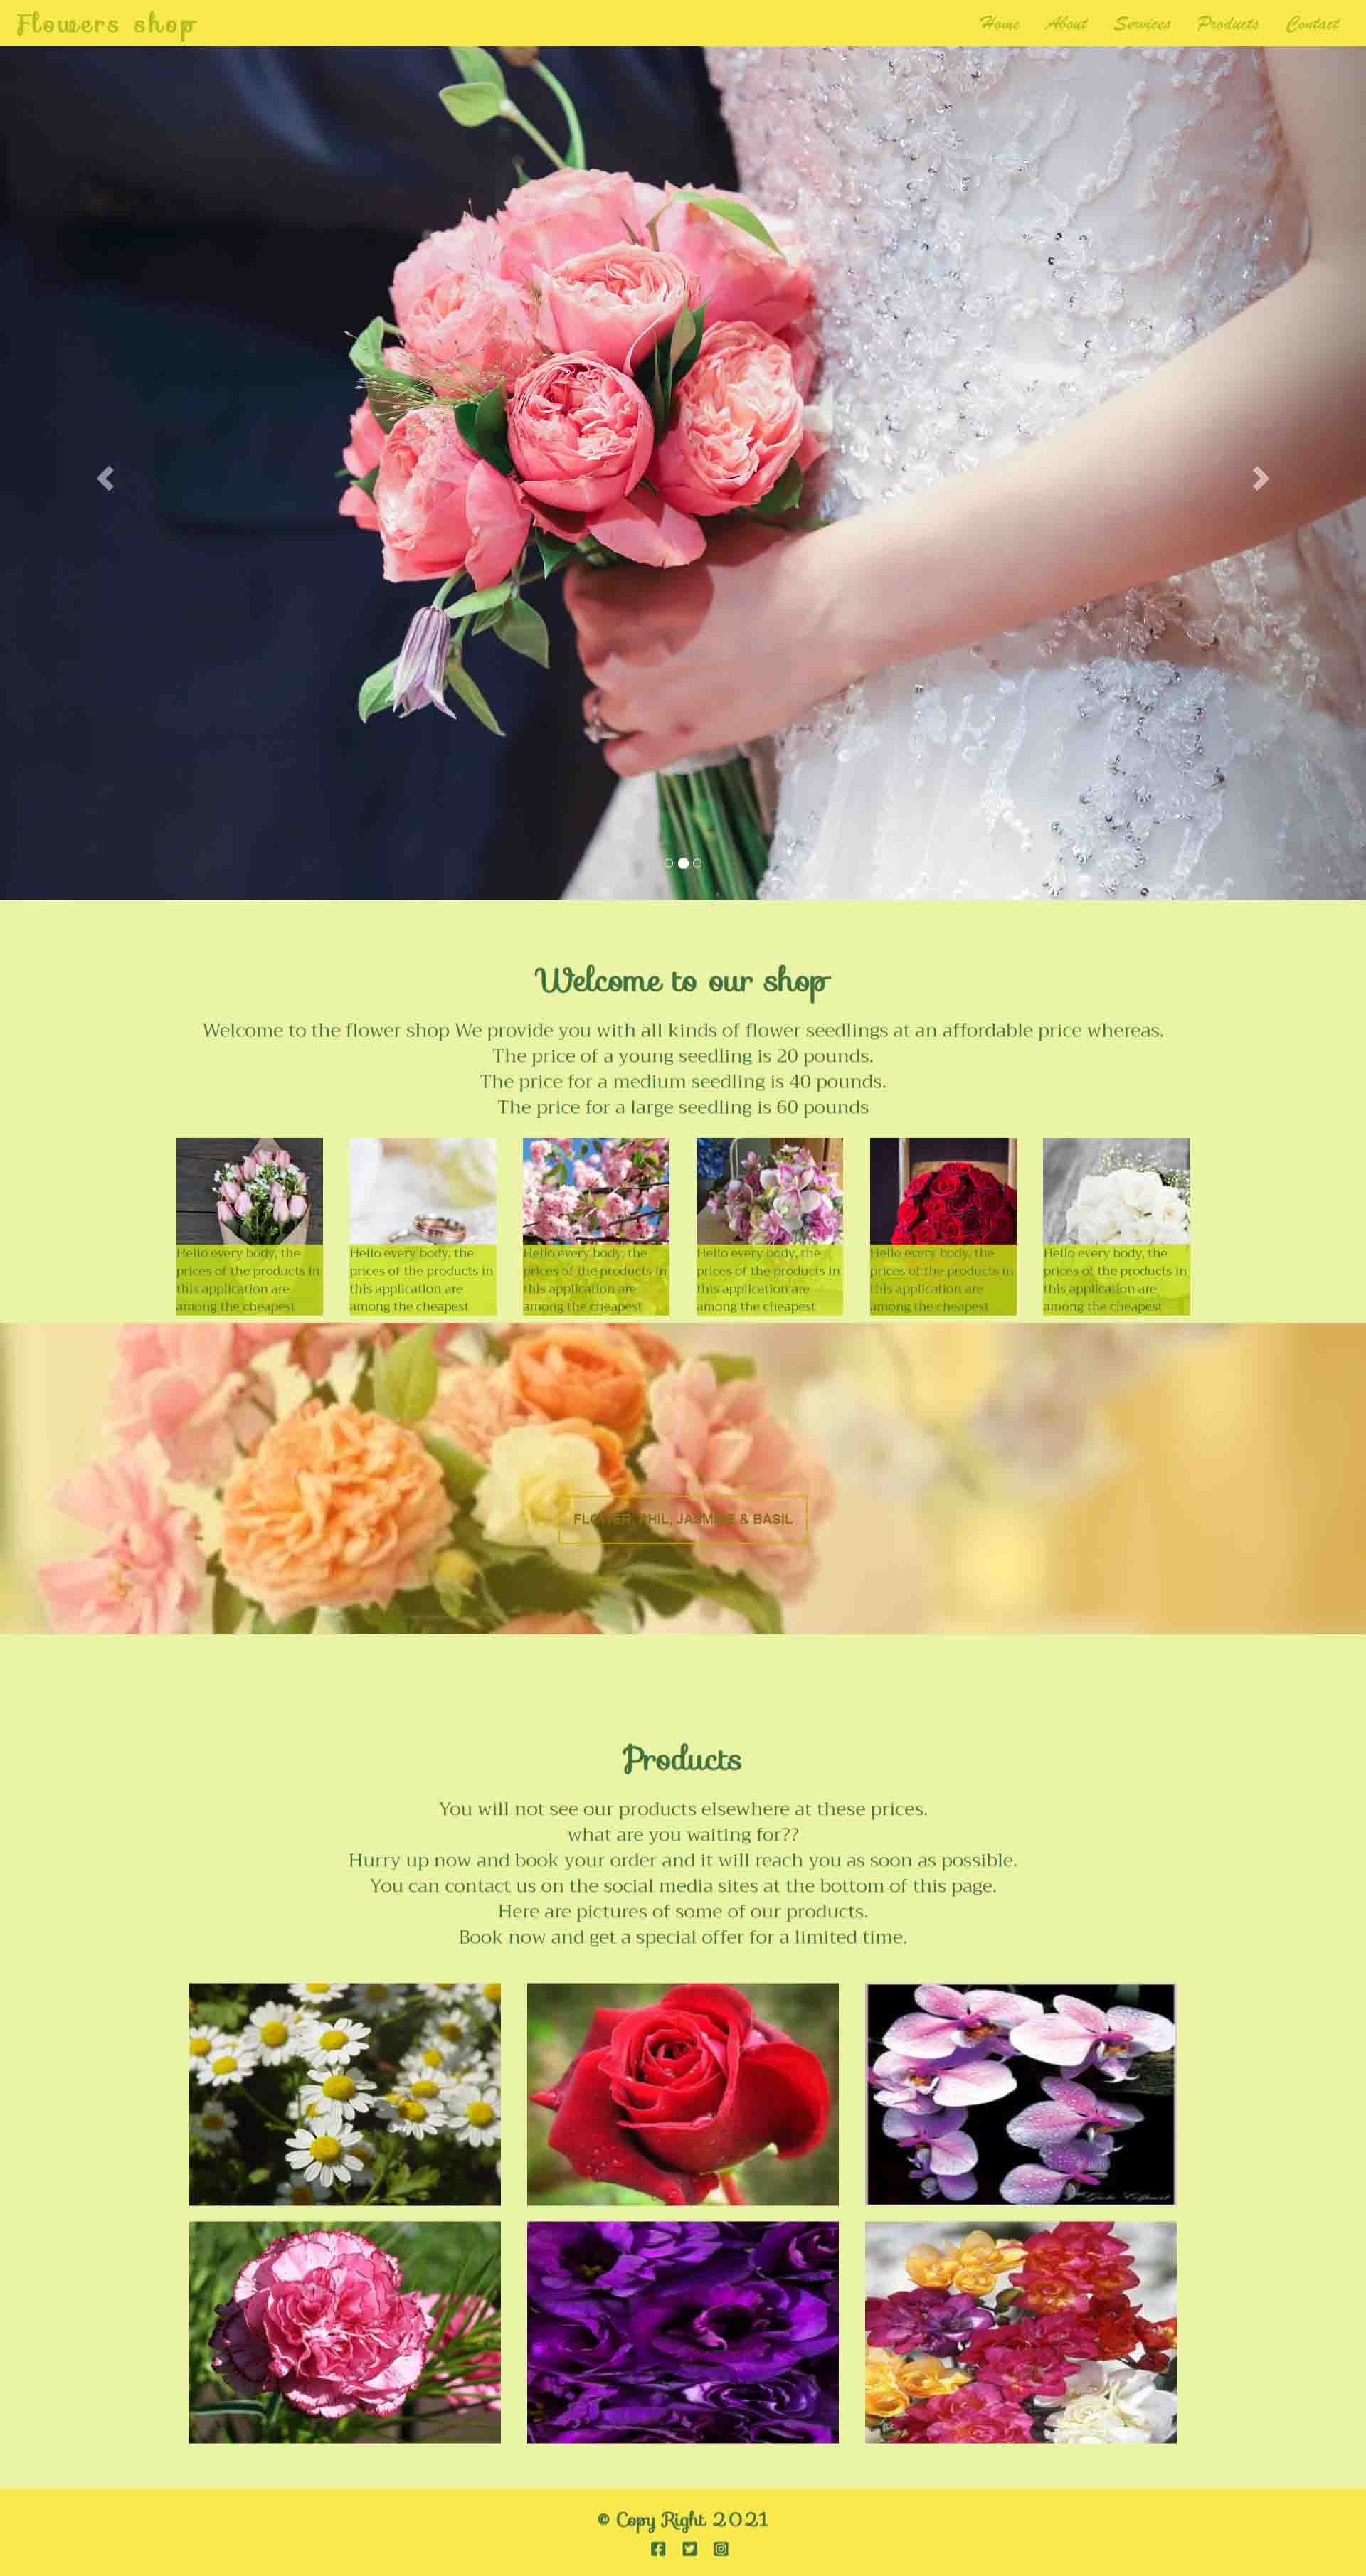 Flowers shop
Home About Services Products Contact
Welcome to our shop
Welcome to the flower shop We provide you with all kinds of flower seedlings at an affordable price whereas.
The price of a young seedling is 20 pounds.
The price for a medium seedling is 40 pounds.
The price for a large seedling is 60 pounds
Hello every body, the
prices of the products in
this application are
among the cheapest
Hello every body, the
prices of the products in
this application are
among the cheapest
Hello every body, the
prices of the products in
this application are
among the cheapest
Hello every body, the
prices of the products in
this application are
among the cheapest
Hello every body, the
prices of the products in
this application are
among the cheapest
Hello every body, the
prices of the products in
this application are
among the cheapest
FLOWER, PHIL, JASMINE & BASIL
Products
You will not see our products elsewhere at these prices.
what are you waiting for??
Hurry up now and book your order and it will reach you as soon as possible.
You can contact us on the social media sites at the bottom of this page.
Here are pictures of some of our products.
Book now and get a special offer for a limited time.
© Copy Right 2021